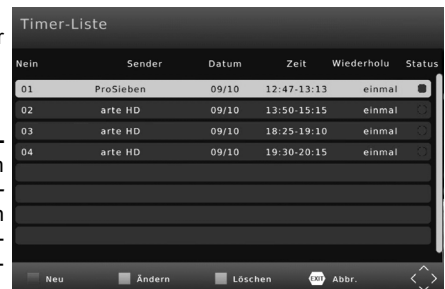 Timer-Liste
Nein Sender Datum Zeit Wiederholu Status
01 ProSieben 09/10 12:47-13:13 einmal
02 arte HD 09/10 13:50-15:15 einmal
03 arte HD 09/10 18:25-19:10 einmal
04 arte HD 09/10 19:30-20:15 einmal
Neu Ändern Löschen EXIT Abbr.